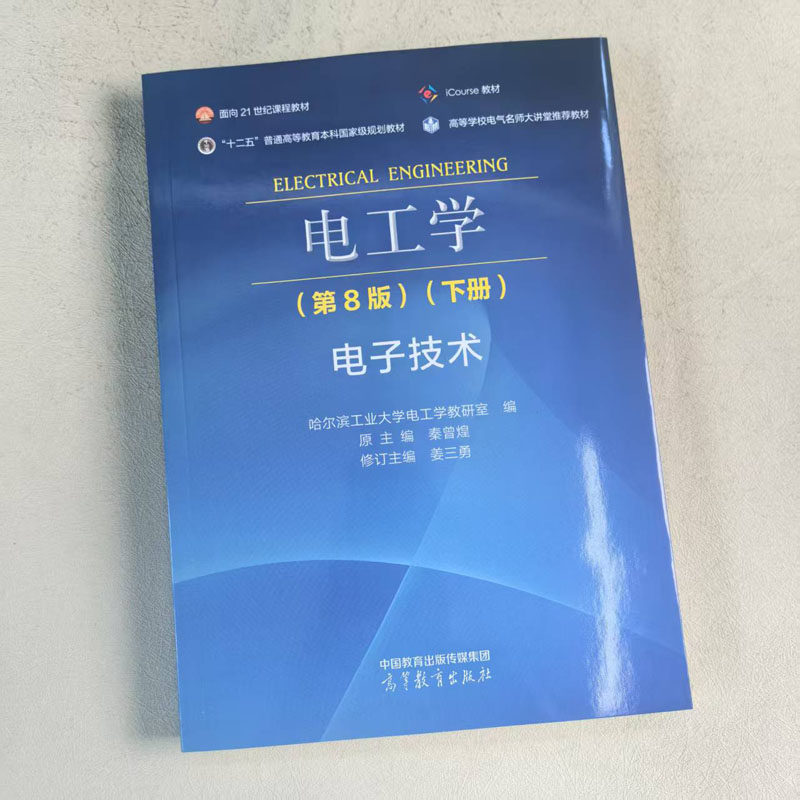 面向 21 世纪课程教材
iCourse 教材
“十二五”普通高等教育本科国家级规划教材
高等学校电气名师大讲堂推荐教材
ELECTRICAL ENGINEERING
电工学
（第8版）（下册）
电子技术
哈尔滨工业大学电工学教研室 编
原 主 编 秦曾煌
修订主编 姜三勇
中国教育出版传媒集团
高等教育出版社